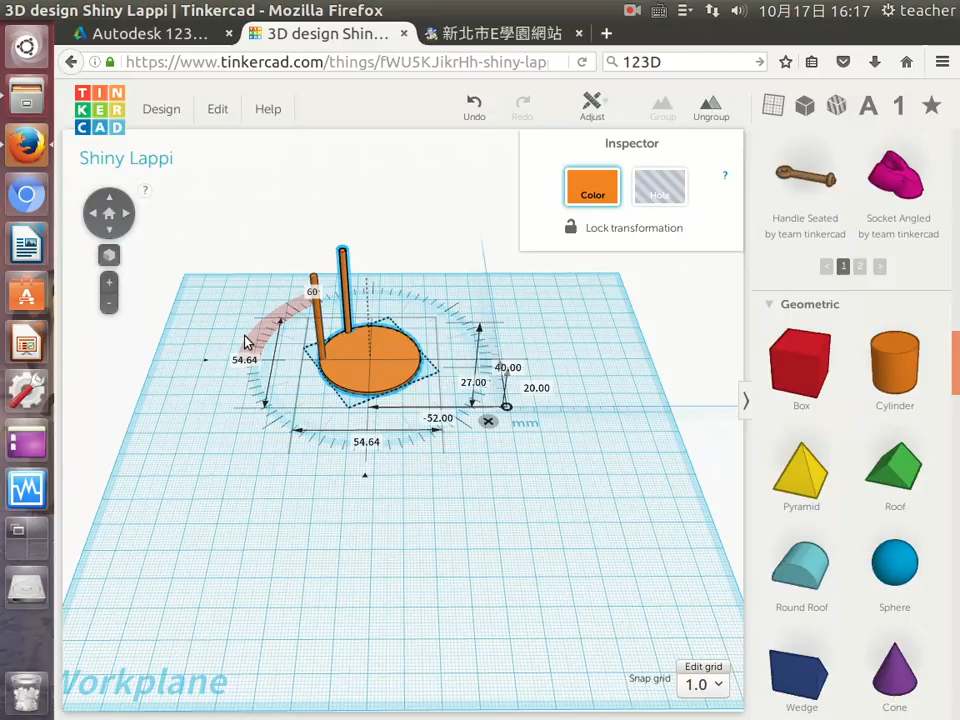 3D design Shiny Lappi | Tinkercad - Mozilla Firefox
10月17日 16:17 teacher
Autodesk 123... × 3D design Shin... × 新北市E學園網站 × +
https://www.tinkercad.com/things/fWU5KJikrHh-shiny-lap
123D
TIN
KER
CAD
Design
Edit
Help
Undo
Redo
Adjust
Group
Ungroup
A
1
Shiny Lappi
?
+
-
Inspector
Color
Hole
?
Lock transformation
Handle Seated
by team tinkercad
Socket Angled
by team tinkercad
< 1 2 >
Geometric
Box
Cylinder
Pyramid
Roof
Round Roof
Sphere
Wedge
Cone
60
54.64
40.00
27.00
20.00
-52.00
54.64
mm
Workplane
Edit grid
Snap grid
1.0